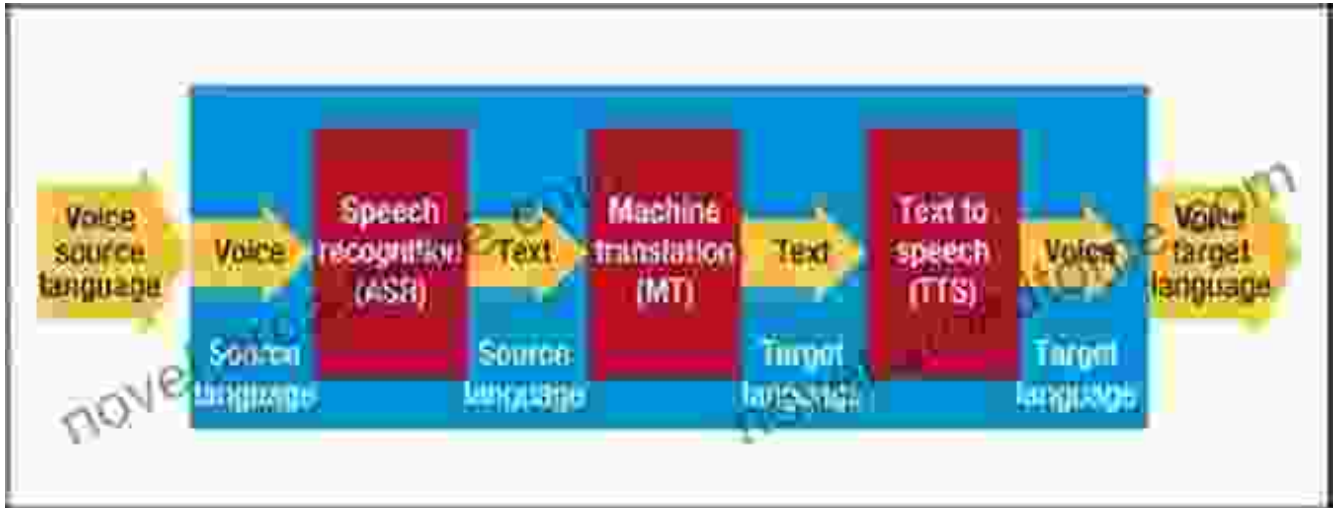 Voice
source
language
Voice
Source
language
Speech
recognition
(ASR)
Text
Source
language
Machine
translation
(MT)
Text
Target
language
Text to
speech
(TTS)
Voice
Target
language
Voice
target
language